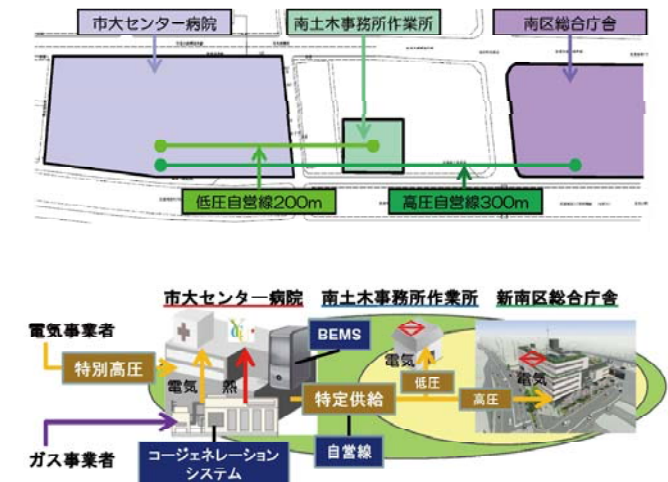 市大センター病院
南土木事務所作業所
南区総合庁舎
低圧自営線200m
高圧自営線300m
市大センター病院
南土木事務所作業所
新南区総合庁舎
電気事業者
特別高圧
電気
熱
BEMS
特定供給
電気
低圧
高圧
電気
ガス事業者
コージェネレーション
システム
自営線